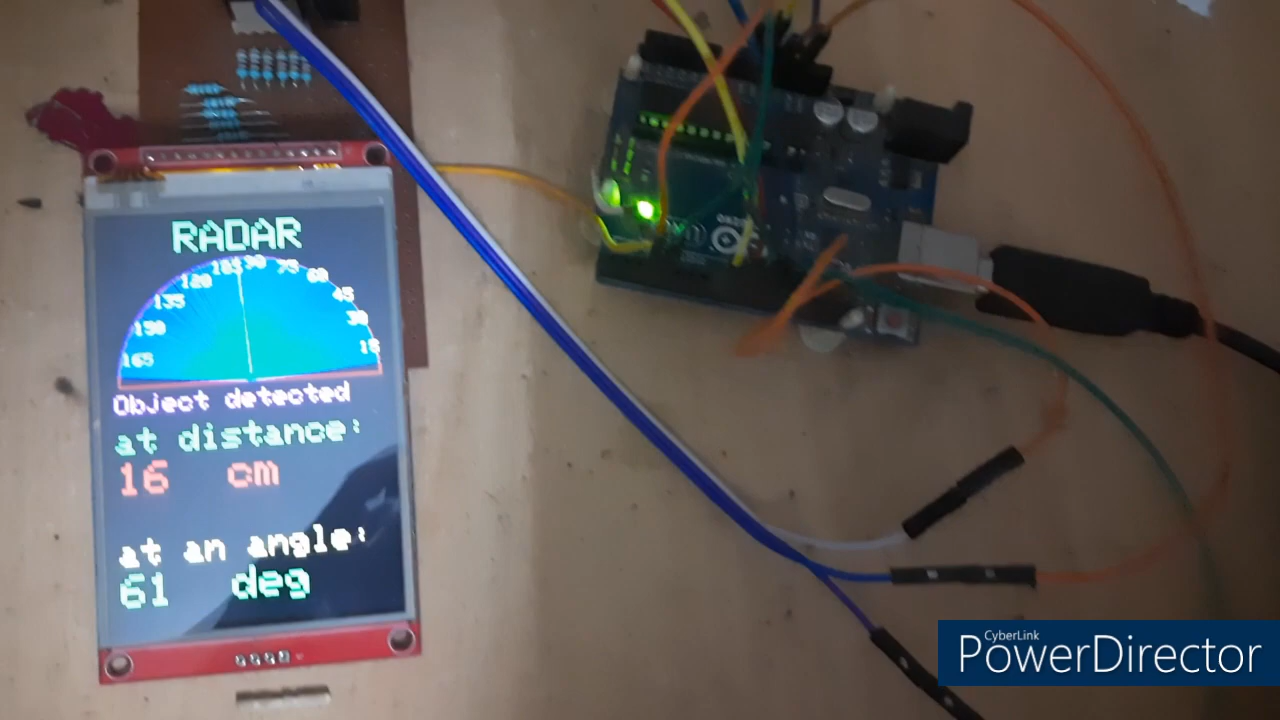 RADAR
105 90 75
120 60
135 45
150 30
165 15
Object detected
at distance:
16 cm
at an angle:
61 deg
CyberLink
PowerDirector